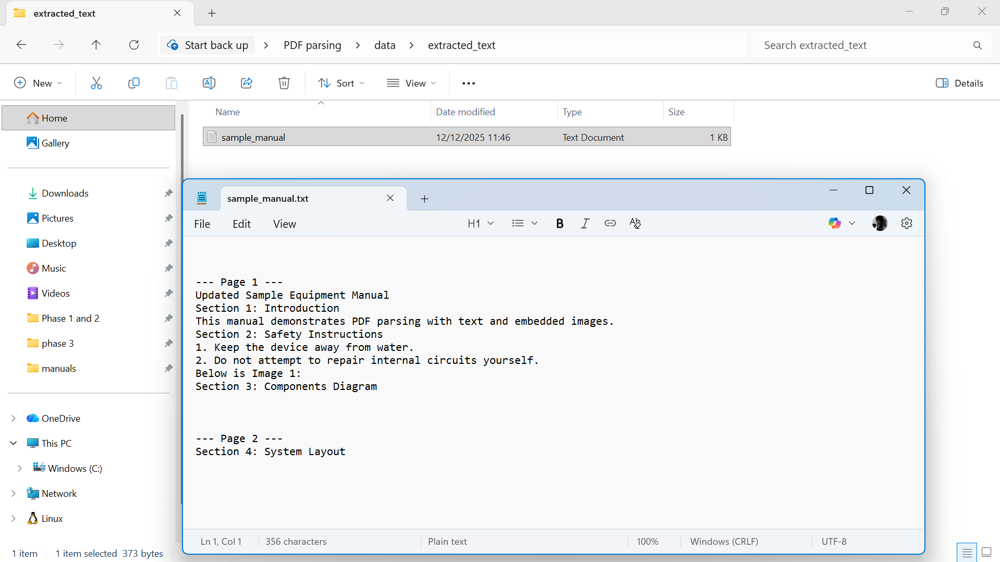 extracted_text
Start back up
PDF parsing
data
extracted_text
Search extracted_text
New
Sort
View
Details
Name
Date modified
Type
Size
sample_manual
12/12/2025 11:46
Text Document
1 KB
Home
Gallery
Downloads
Pictures
Desktop
Music
Videos
Phase 1 and 2
phase 3
manuals
OneDrive
This PC
Windows (C:)
Network
Linux
1 item
1 item selected 373 bytes
sample_manual.txt
File
Edit
View
H1
B
I
--- Page 1 ---
Updated Sample Equipment Manual
Section 1: Introduction
This manual demonstrates PDF parsing with text and embedded images.
Section 2: Safety Instructions
1. Keep the device away from water.
2. Do not attempt to repair internal circuits yourself.
Below is Image 1:
Section 3: Components Diagram
--- Page 2 ---
Section 4: System Layout
Ln 1, Col 1
356 characters
Plain text
100%
Windows (CRLF)
UTF-8